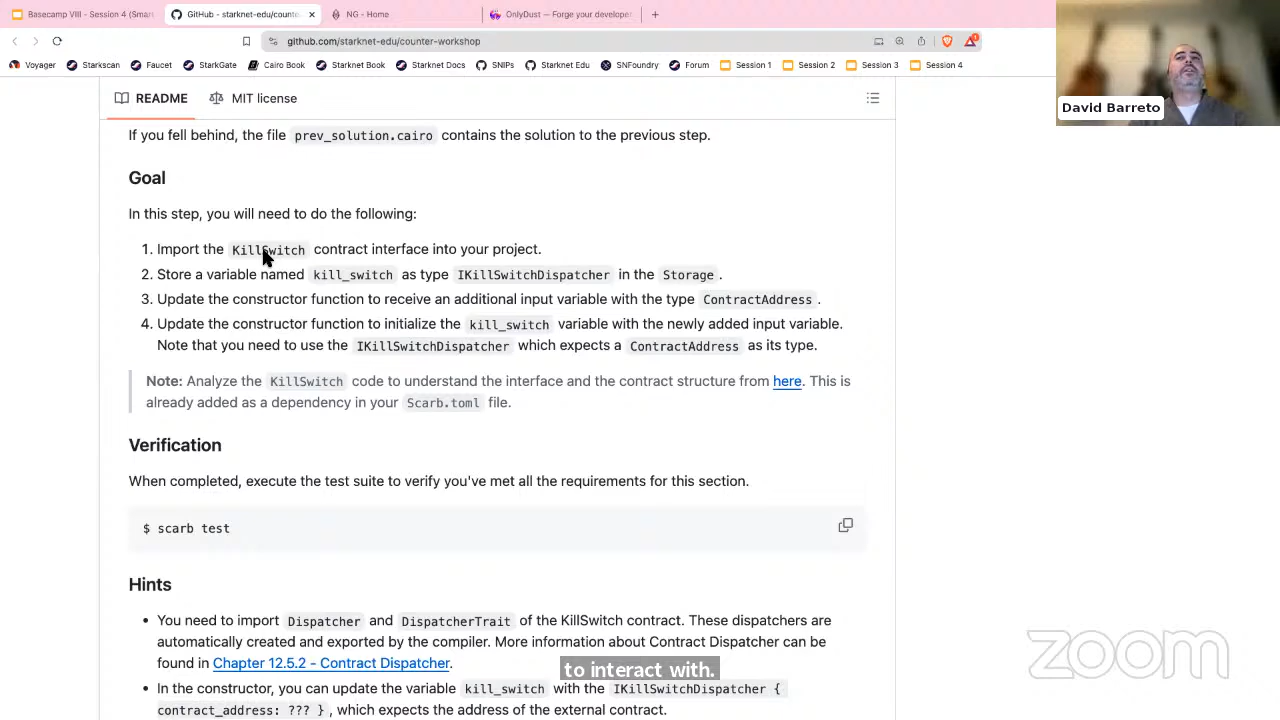 Basecamp VIII - Session 4 (Smar
GitHub - starknet-edu/counte
NG - Home
OnlyDust — Forge your develope
github.com/starknet-edu/counter-workshop
Voyager
Starkscan
Faucet
StarkGate
Cairo Book
Starknet Book
Starknet Docs
SNIPs
Starknet Edu
SNFoundry
Forum
Session 1
Session 2
Session 3
Session 4
David Barreto
README
MIT license
If you fell behind, the file prev_solution.cairo contains the solution to the previous step.
Goal
In this step, you will need to do the following:
1. Import the KillSwitch contract interface into your project.
2. Store a variable named kill_switch as type IKillSwitchDispatcher in the Storage.
3. Update the constructor function to receive an additional input variable with the type ContractAddress.
4. Update the constructor function to initialize the kill_switch variable with the newly added input variable.
Note that you need to use the IKillSwitchDispatcher which expects a ContractAddress as its type.
Note: Analyze the KillSwitch code to understand the interface and the contract structure from here. This is
already added as a dependency in your Scarb.toml file.
Verification
When completed, execute the test suite to verify you've met all the requirements for this section.
$ scarb test
Hints
• You need to import Dispatcher and DispatcherTrait of the KillSwitch contract. These dispatchers are
automatically created and exported by the compiler. More information about Contract Dispatcher can be
found in Chapter 12.5.2 - Contract Dispatcher.
to interact with.
• In the constructor, you can update the variable kill_switch with the IKillSwitchDispatcher {
contract_address: ??? }, which expects the address of the external contract.
zoom